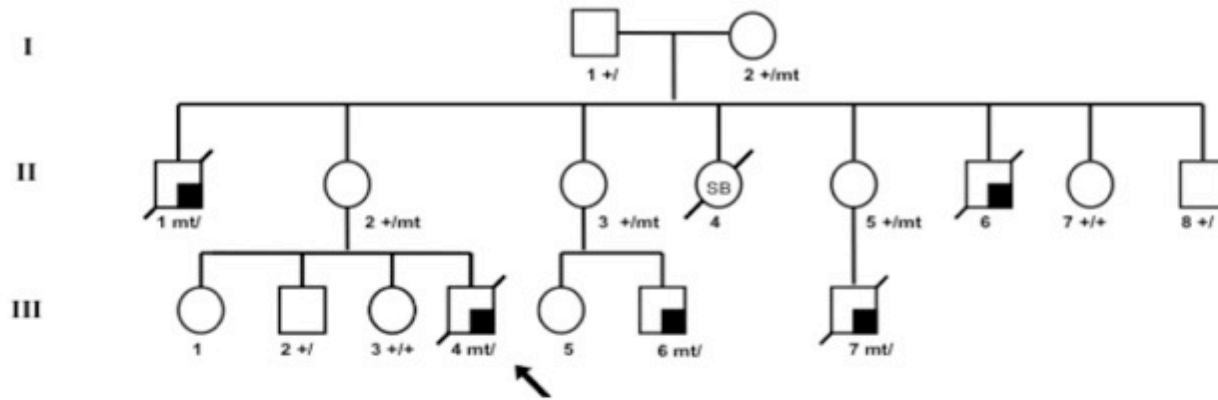 I
1 +/ 2 +/mt
II
SB
1 mt/ 2 +/mt 3 +/mt 4 5 +/mt 6 7 +/+ 8 +/
III
1 2 +/ 3 +/+ 4 mt/ 5 6 mt/ 7 mt/